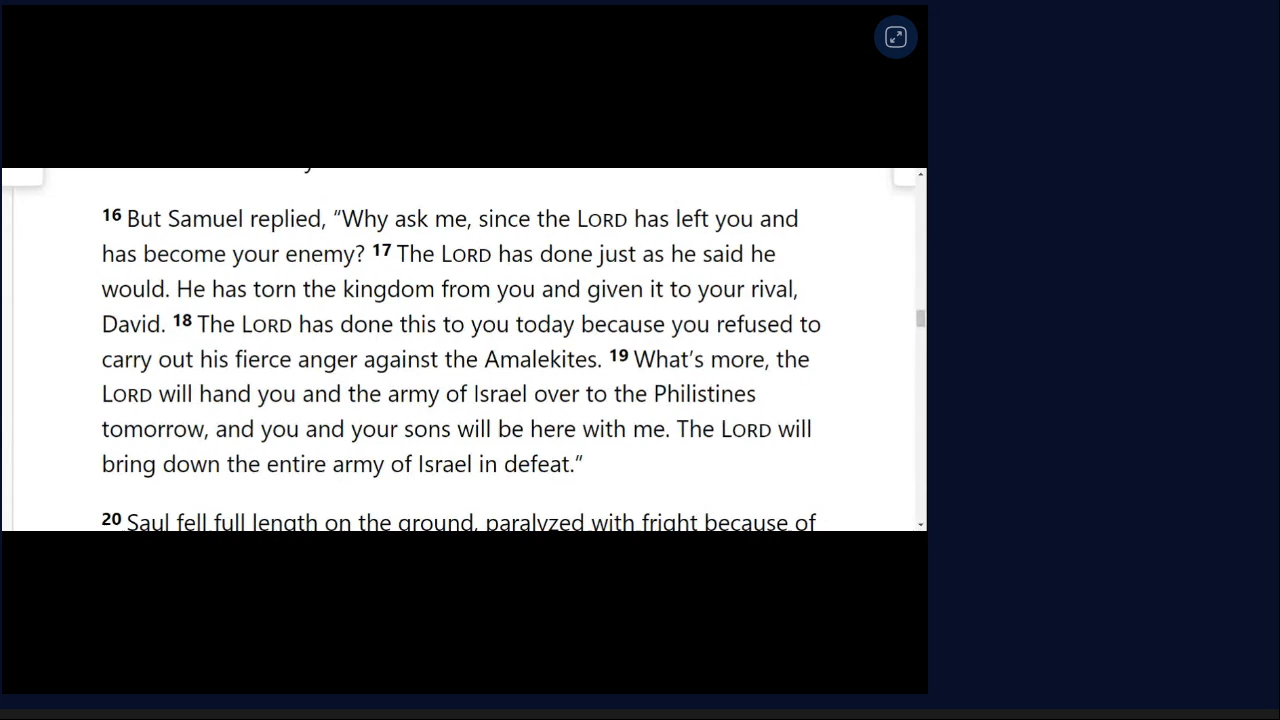 16 But Samuel replied, “Why ask me, since the LORD has left you and
has become your enemy? 17 The LORD has done just as he said he
would. He has torn the kingdom from you and given it to your rival,
David. 18 The LORD has done this to you today because you refused to
carry out his fierce anger against the Amalekites. 19 What’s more, the
LORD will hand you and the army of Israel over to the Philistines
tomorrow, and you and your sons will be here with me. The LORD will
bring down the entire army of Israel in defeat.”
20 Saul fell full length on the ground, paralyzed with fright because of